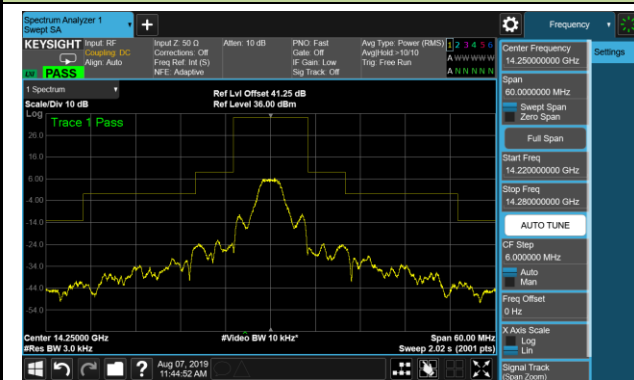 Spectrum Analyzer 1
Swept SA
+
Frequency
KEYSIGHT
Input: RF
Coupling: DC
Align: Auto
Input Z: 50 Ω
Corrections: Off
Freq Ref: Int (S)
NFE: Adaptive
Atten: 10 dB
PNO: Fast
Gate: Off
IF Gain: Low
Sig Track: Off
Avg Type: Power (RMS)
Avg|Hold:>10/10
Trig: Free Run
1 2 3 4 5 6
A W W W W W
A N N N N N
PASS
1 Spectrum
Scale/Div 10 dB
Ref Lvl Offset 41.25 dB
Ref Level 36.00 dBm
Log
Trace 1 Pass
26.0
16.0
6.00
-4.00
-14.0
-24.0
-34.0
-44.0
-54.0
Center 14.25000 GHz
#Res BW 3.0 kHz
#Video BW 10 kHz*
Span 60.00 MHz
Sweep 2.02 s (2001 pts)
Aug 07, 2019
11:44:52 AM
?
Center Frequency
14.250000000 GHz
Settings
Span
60.0000000 MHz
Swept Span
Zero Span
Full Span
Start Freq
14.220000000 GHz
Stop Freq
14.280000000 GHz
AUTO TUNE
CF Step
6.000000 MHz
Auto
Man
Freq Offset
0 Hz
X Axis Scale
Log
Lin
Signal Track
(Span Zoom)